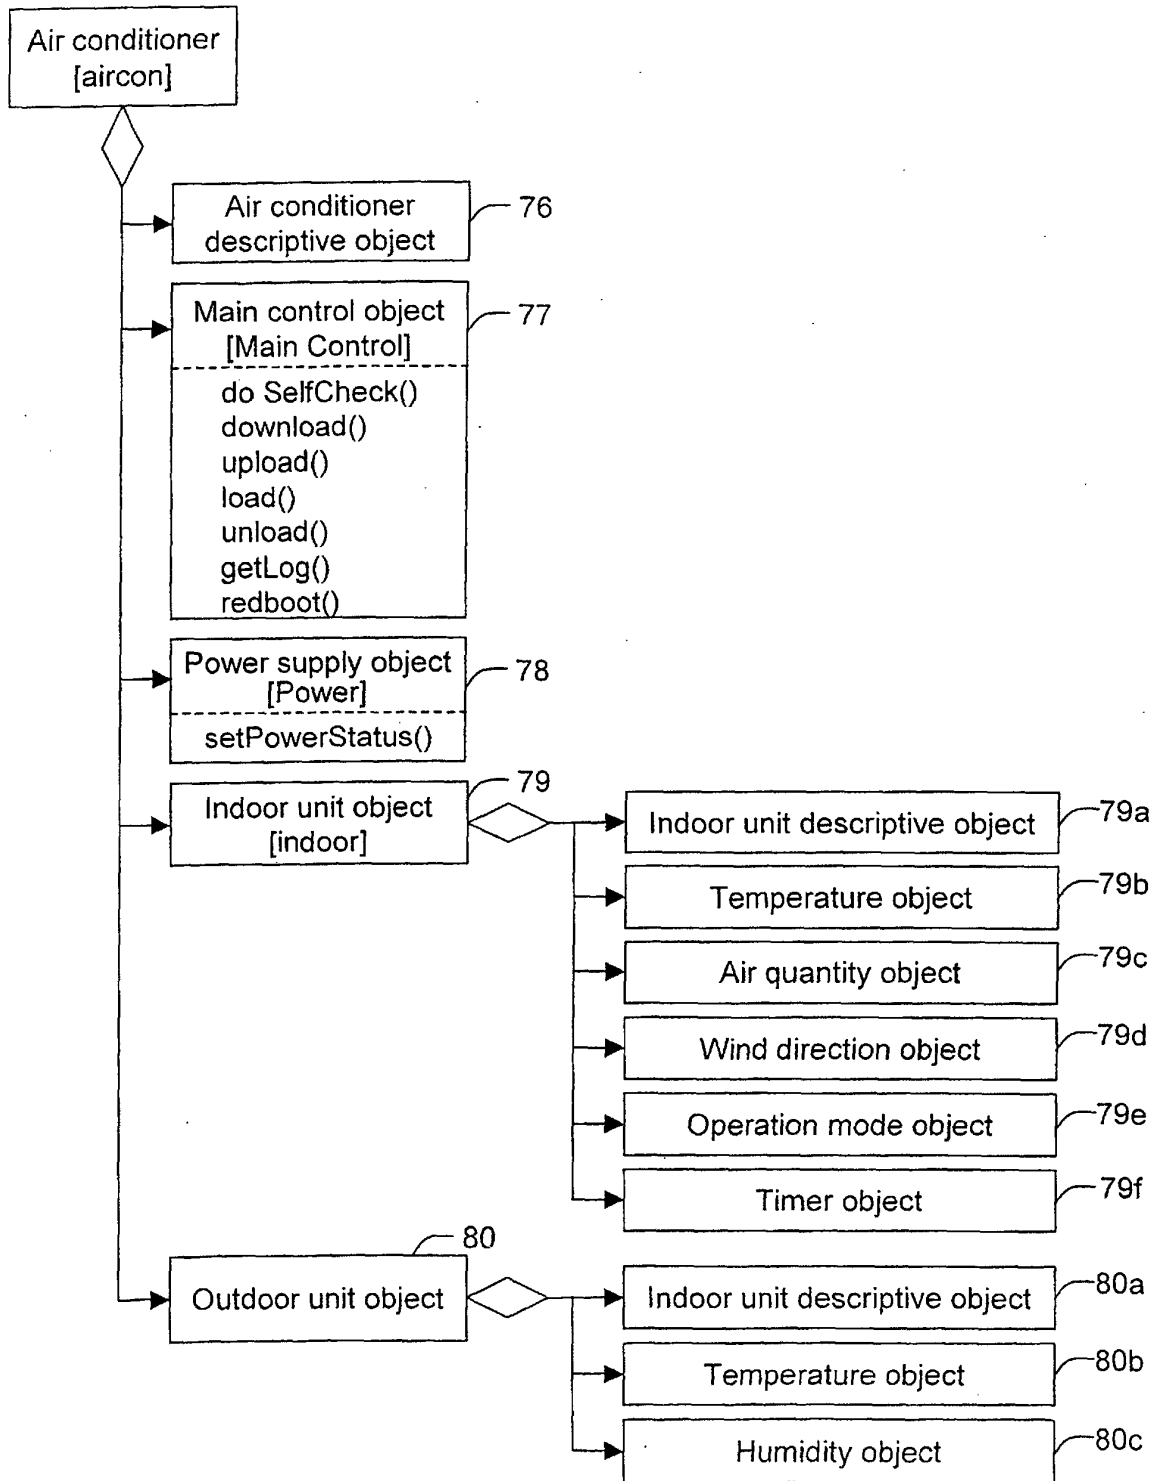 Air conditioner
[aircon]
Air conditioner
descriptive object
76
Main control object
[Main Control]
77
do SelfCheck()
download()
upload()
load()
unload()
getLog()
redboot()
Power supply object
[Power]
78
setPowerStatus()
Indoor unit object
[indoor]
79
Indoor unit descriptive object
79a
Temperature object
79b
Air quantity object
79c
Wind direction object
79d
Operation mode object
79e
Timer object
79f
Outdoor unit object
80
Indoor unit descriptive object
80a
Temperature object
80b
Humidity object
80c